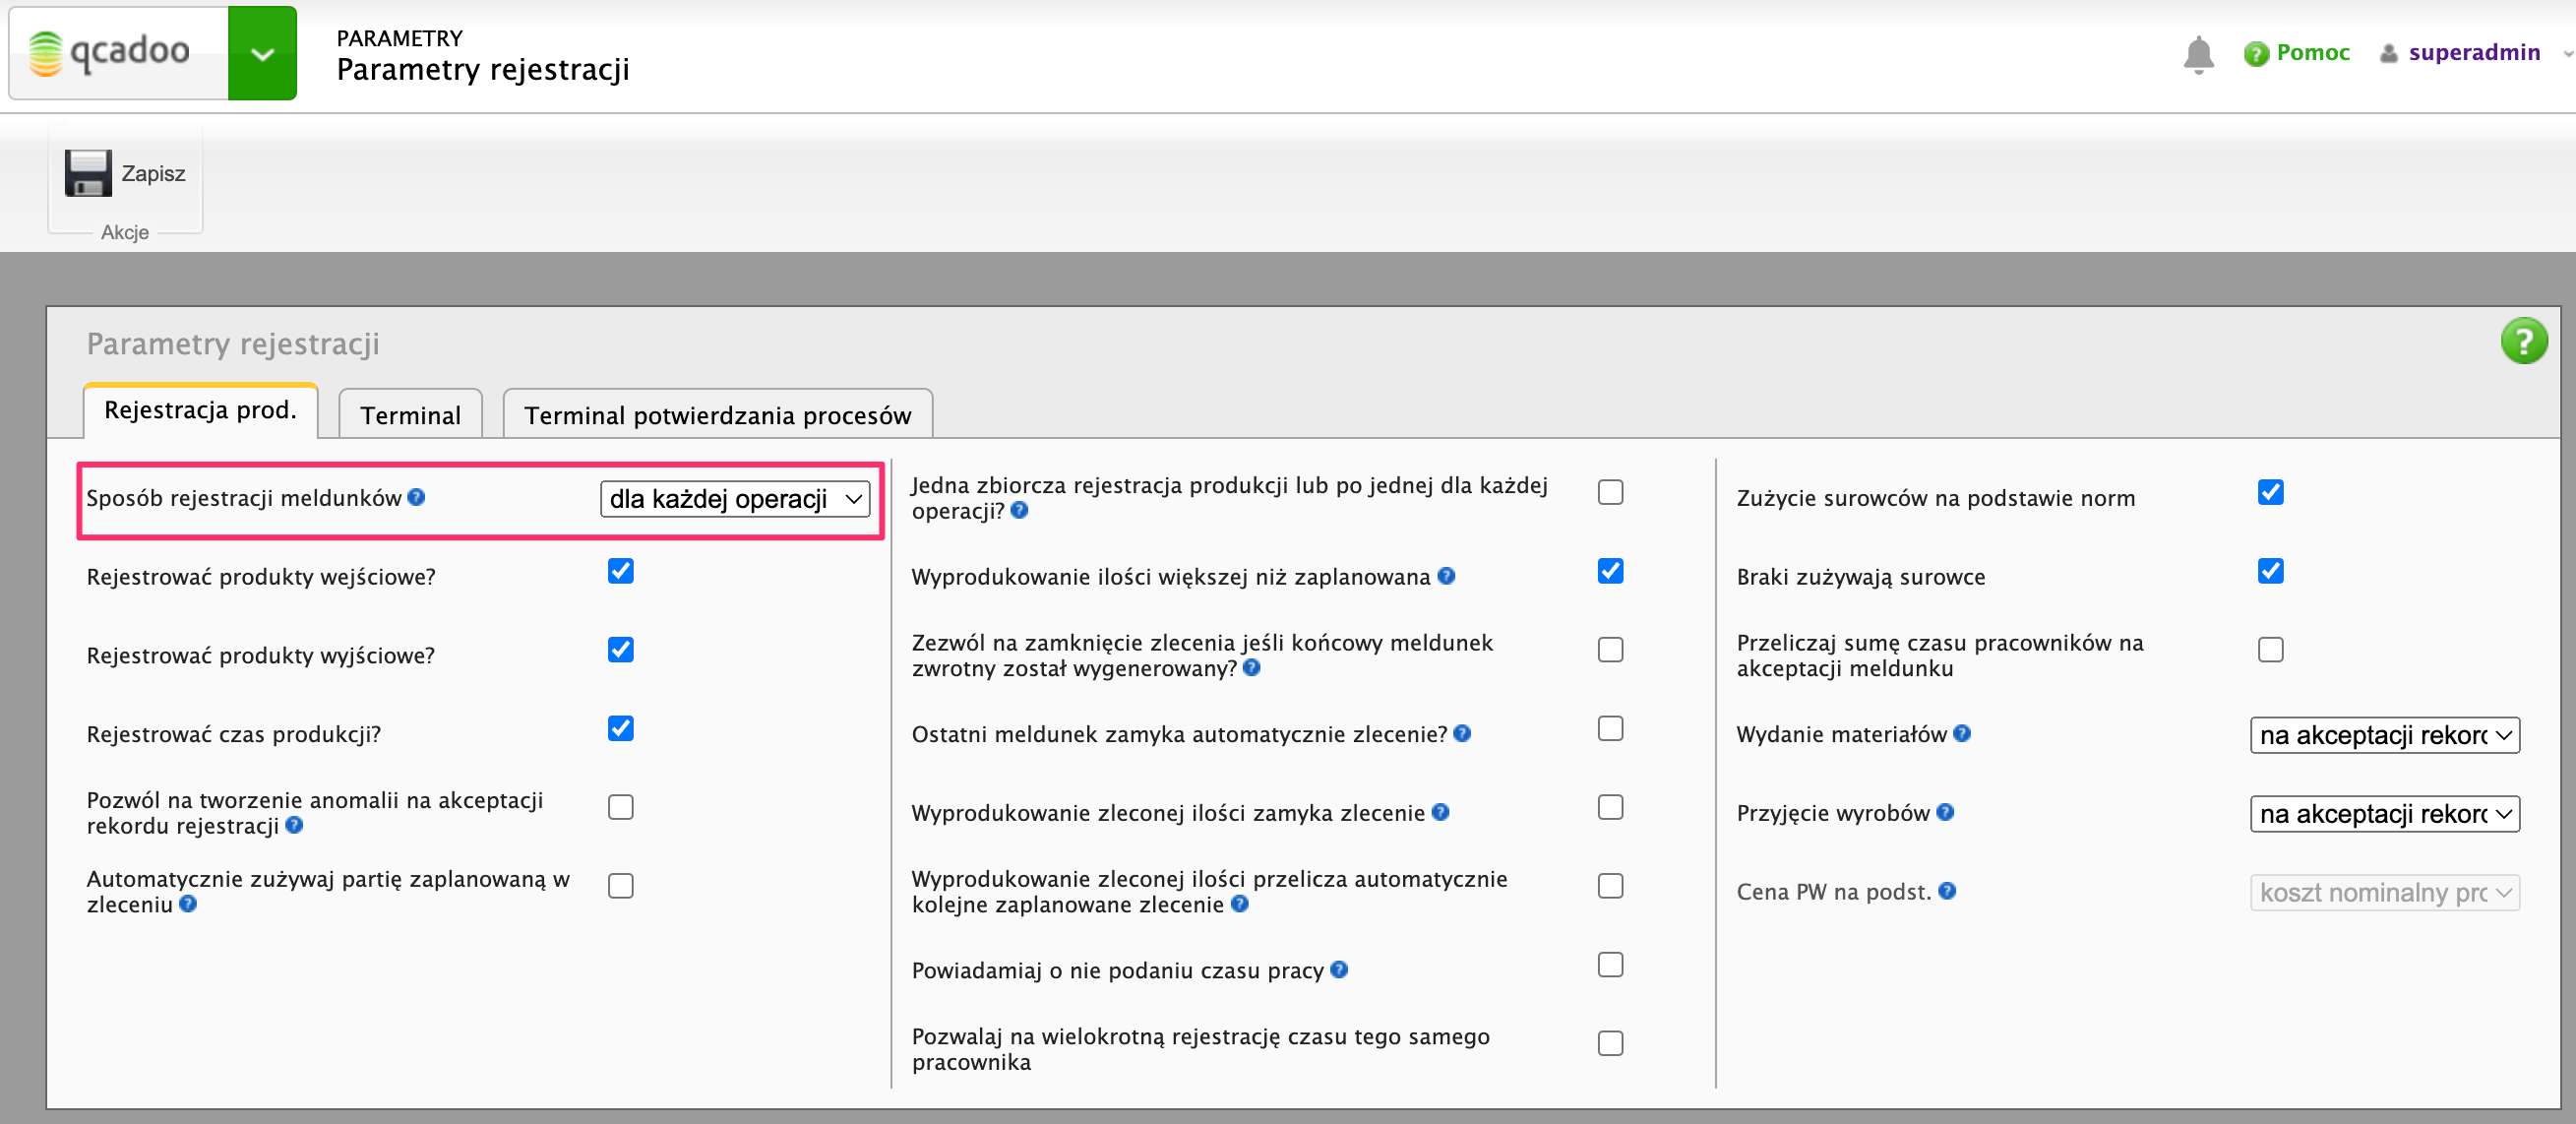 qcadoo
PARAMETRY
Parametry rejestracji
Pomoc
superadmin
Zapisz
Akcje
Parametry rejestracji
Rejestracja prod.
Terminal
Terminal potwierdzania procesów
Sposób rejestracji meldunków
dla każdej operacji
Rejestrować produkty wejściowe?
Rejestrować produkty wyjściowe?
Rejestrować czas produkcji?
Pozwól na tworzenie anomalii na akceptacji
rekordu rejestracji
Automatycznie zużywaj partię zaplanowaną w
zleceniu
Jedna zbiorcza rejestracja produkcji lub po jednej dla każdej
operacji?
Wyprodukowanie ilości większej niż zaplanowana
Zezwól na zamknięcie zlecenia jeśli końcowy meldunek
zwrotny został wygenerowany?
Ostatni meldunek zamyka automatycznie zlecenie?
Wyprodukowanie zleconej ilości zamyka zlecenie
Wyprodukowanie zleconej ilości przelicza automatycznie
kolejne zaplanowane zlecenie
Powiadamiaj o nie podaniu czasu pracy
Pozwalaj na wielokrotną rejestrację czasu tego samego
pracownika
Zużycie surowców na podstawie norm
Braki zużywają surowce
Przeliczaj sumę czasu pracowników na
akceptacji meldunku
Wydanie materiałów
na akceptacji rekor
Przyjęcie wyrobów
na akceptacji rekor
Cena PW na podst.
koszt nominalny pro